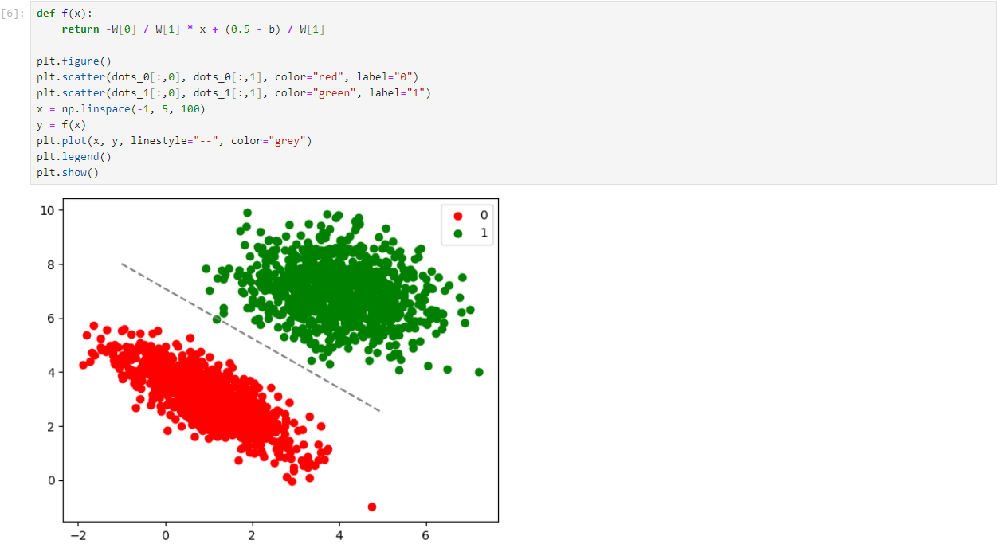 [6]:
def f(x):
    return -W[0] / W[1] * x + (0.5 - b) / W[1]
plt.figure()
plt.scatter(dots_0[:,0], dots_0[:,1], color="red", label="0")
plt.scatter(dots_1[:,0], dots_1[:,1], color="green", label="1")
x = np.linspace(-1, 5, 100)
y = f(x)
plt.plot(x, y, linestyle="--", color="grey")
plt.legend()
plt.show()
10
8
6
4
2
0
0
1
−2 0 2 4 6